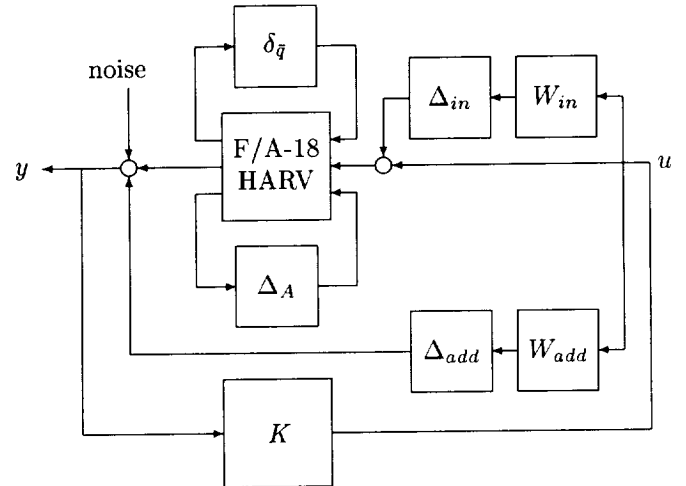 δ_q̄
noise
Δ_in
W_in
F/A-18
HARV
y
u
Δ_A
Δ_add
W_add
K